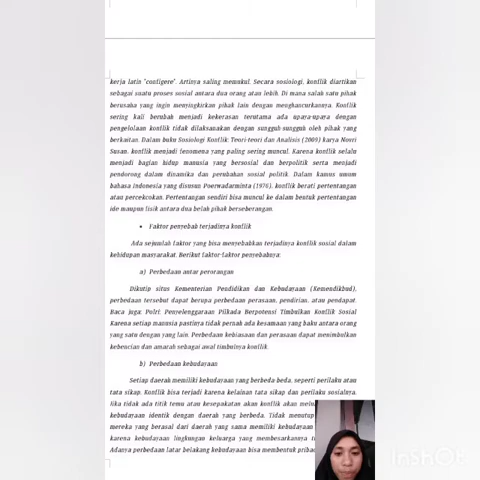 kerja latin "configere". Artinya saling memukul. Secara sosiologi, konflik diartikan
sebagai suatu proses sosial antara dua orang atau lebih. Di mana salah satu pihak
berusaha yang ingin menyingkirkan pihak lain dengan menghancurkannya. Konflik
sering kali berubah menjadi kekerasan terutama ada upaya-upaya dengan
pengelolaan konflik tidak dilaksanakan dengan sungguh-sungguh oleh pihak yang
berkaitan. Dalam buku Sosiologi Konflik: Teori-teori dan Analisis (2009) karya Novri
Susan, konflik menjadi fenomena yang paling sering muncul. Karena konflik selalu
menjadi bagian hidup manusia yang bersosial dan berpolitik serta menjadi
pendorong dalam dinamika dan perubahan sosial politik. Dalam kamus umum
bahasa Indonesia yang disusun Poerwadarminta (1976), konflik berati pertentangan
atau percekcokan. Pertentangan sendiri bisa muncul ke dalam bentuk pertentangan
ide maupun fisik antara dua belah pihak berseberangan.
• Faktor penyebab terjadinya konflik
Ada sejumlah faktor yang bisa menyebabkan terjadinya konflik sosial dalam
kehidupan masyarakat. Berikut faktor-faktor penyebabnya:
a) Perbedaan antar perorangan
Dikutip situs Kementerian Pendidikan dan Kebudayaan (Kemendikbud),
perbedaan tersebut dapat berupa perbedaan perasaan, pendirian, atau pendapat.
Baca juga: Polri: Penyelenggaraan Pilkada Berpotensi Timbulkan Konflik Sosial
Karena setiap manusia pastinya tidak pernah ada kesamaan yang baku antara orang
yang satu dengan yang lain. Perbedaan kebiasaan dan perasaan dapat menimbulkan
kebencian dan amarah sebagai awal timbulnya konflik.
b) Perbedaan kebudayaan
Setiap daerah memiliki kebudayaan yang berbeda-beda, seperti perilaku atau
tata sikap. Konflik bisa terjadi karena kelainan tata sikap dan perilaku sosialnya.
Jika tidak ada titik temu atau kesepakatan akan konflik akan
kebudayaan identik dengan daerah yang berbeda. Tidak
mereka yang berasal dari daerah yang sama memiliki kebudayaan
karena kebudayaan lingkungan keluarga yang membesarkannya
Adanya perbedaan latar belakang kebudayaan bisa membentuk
InShOt